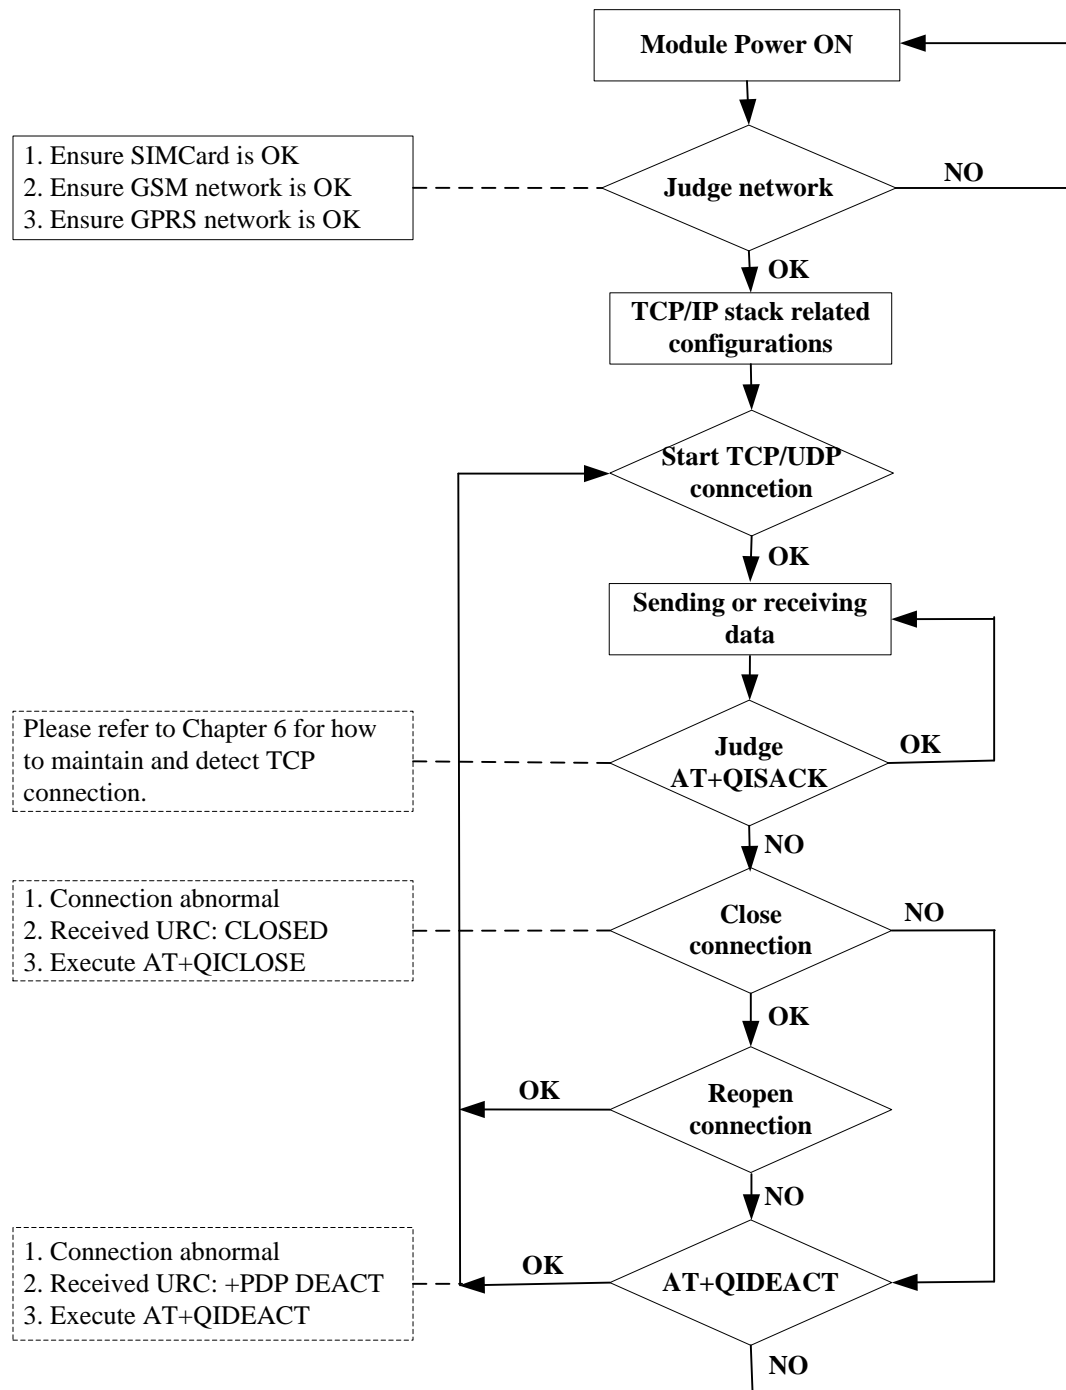 Module Power ON
1. Ensure SIMCard is OK
2. Ensure GSM network is OK
3. Ensure GPRS network is OK
Judge network
NO
OK
TCP/IP stack related
configurations
Start TCP/UDP
conncetion
OK
Sending or receiving
data
Please refer to Chapter 6 for how
to maintain and detect TCP
connection.
Judge
AT+QISACK
OK
NO
1. Connection abnormal
2. Received URC: CLOSED
3. Execute AT+QICLOSE
Close
connection
NO
OK
Reopen
connection
OK
NO
1. Connection abnormal
2. Received URC: +PDP DEACT
3. Execute AT+QIDEACT
OK
AT+QIDEACT
NO